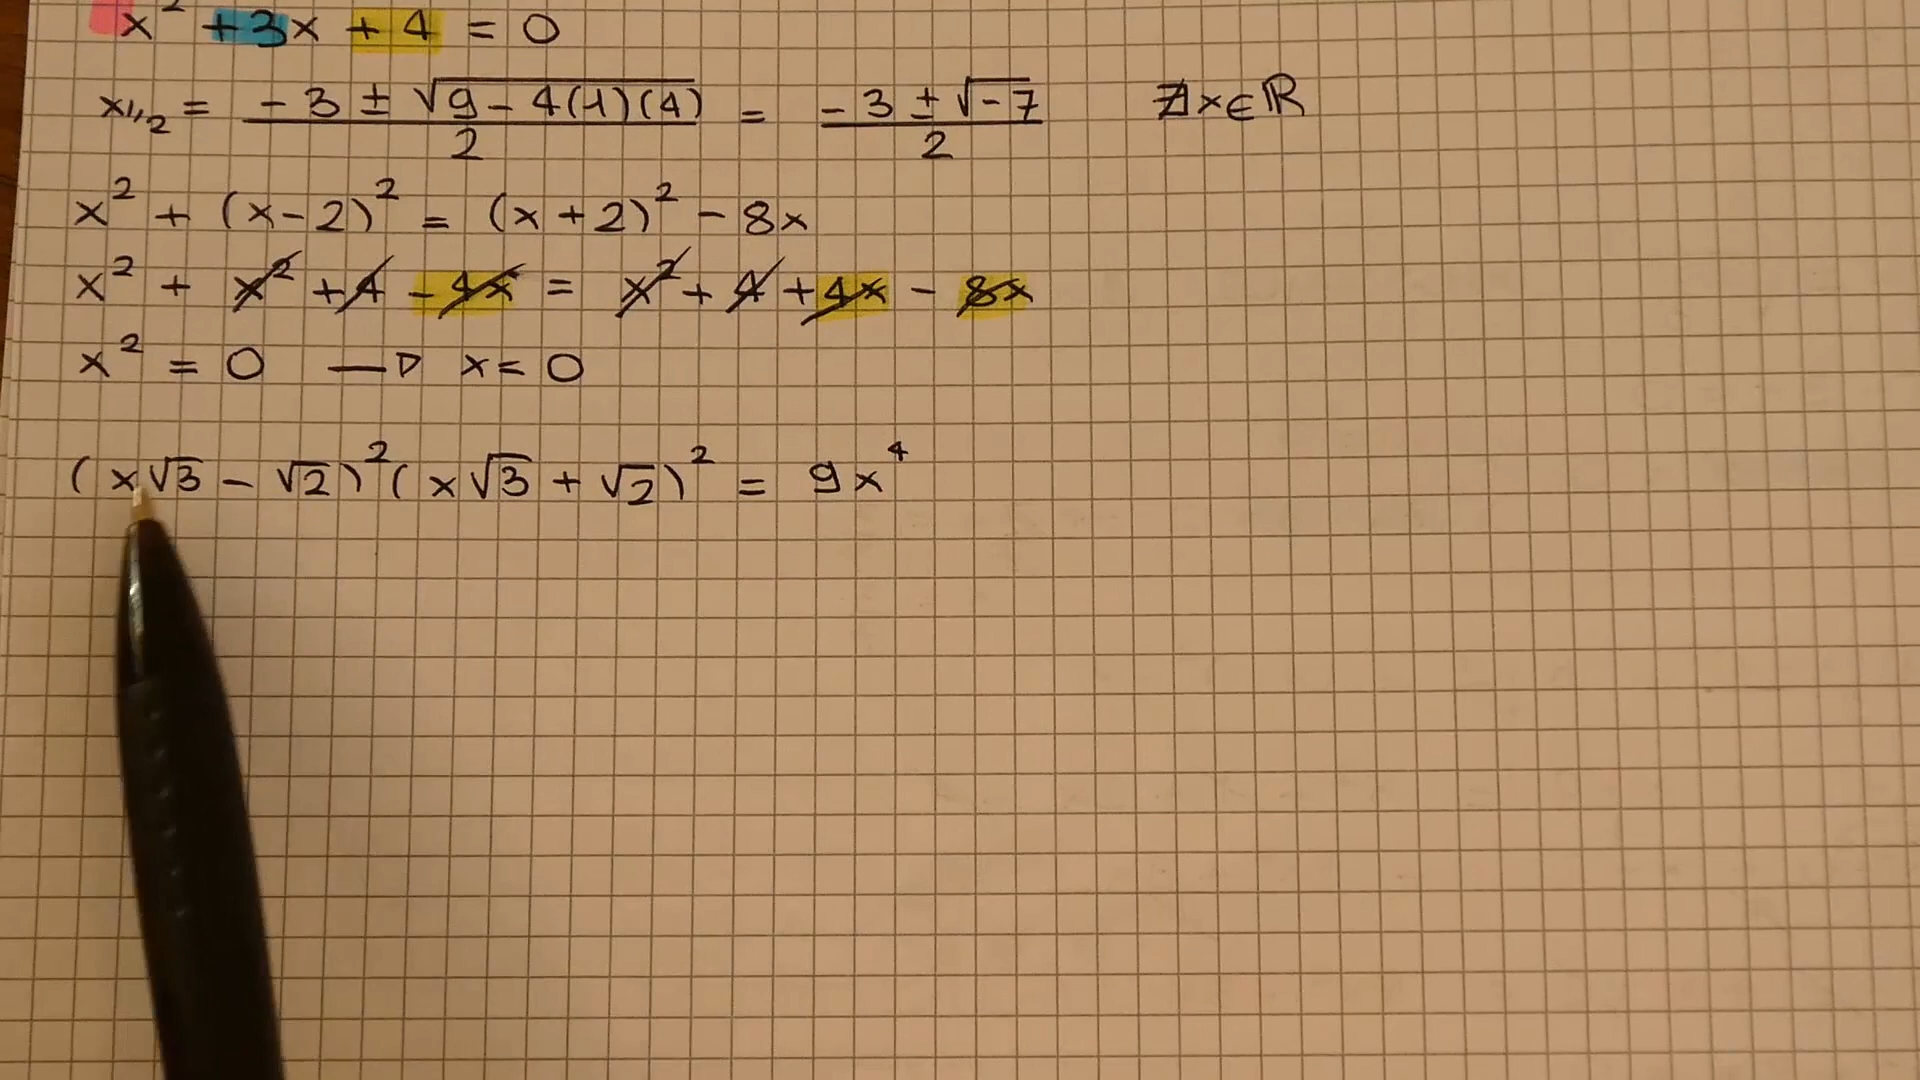 x² + 3x + 4 = 0
x₁,₂ = (-3 ± √(9 - 4(1)(4)))/2 = (-3 ± √-7)/2 ∄x∈ℝ
x² + (x-2)² = (x+2)² - 8x
x² + x² + 4 - 4x = x² + 4 + 4x - 8x
x² = 0 —▷ x = 0
(x√3 - √2)²(x√3 + √2)² = 9x⁴